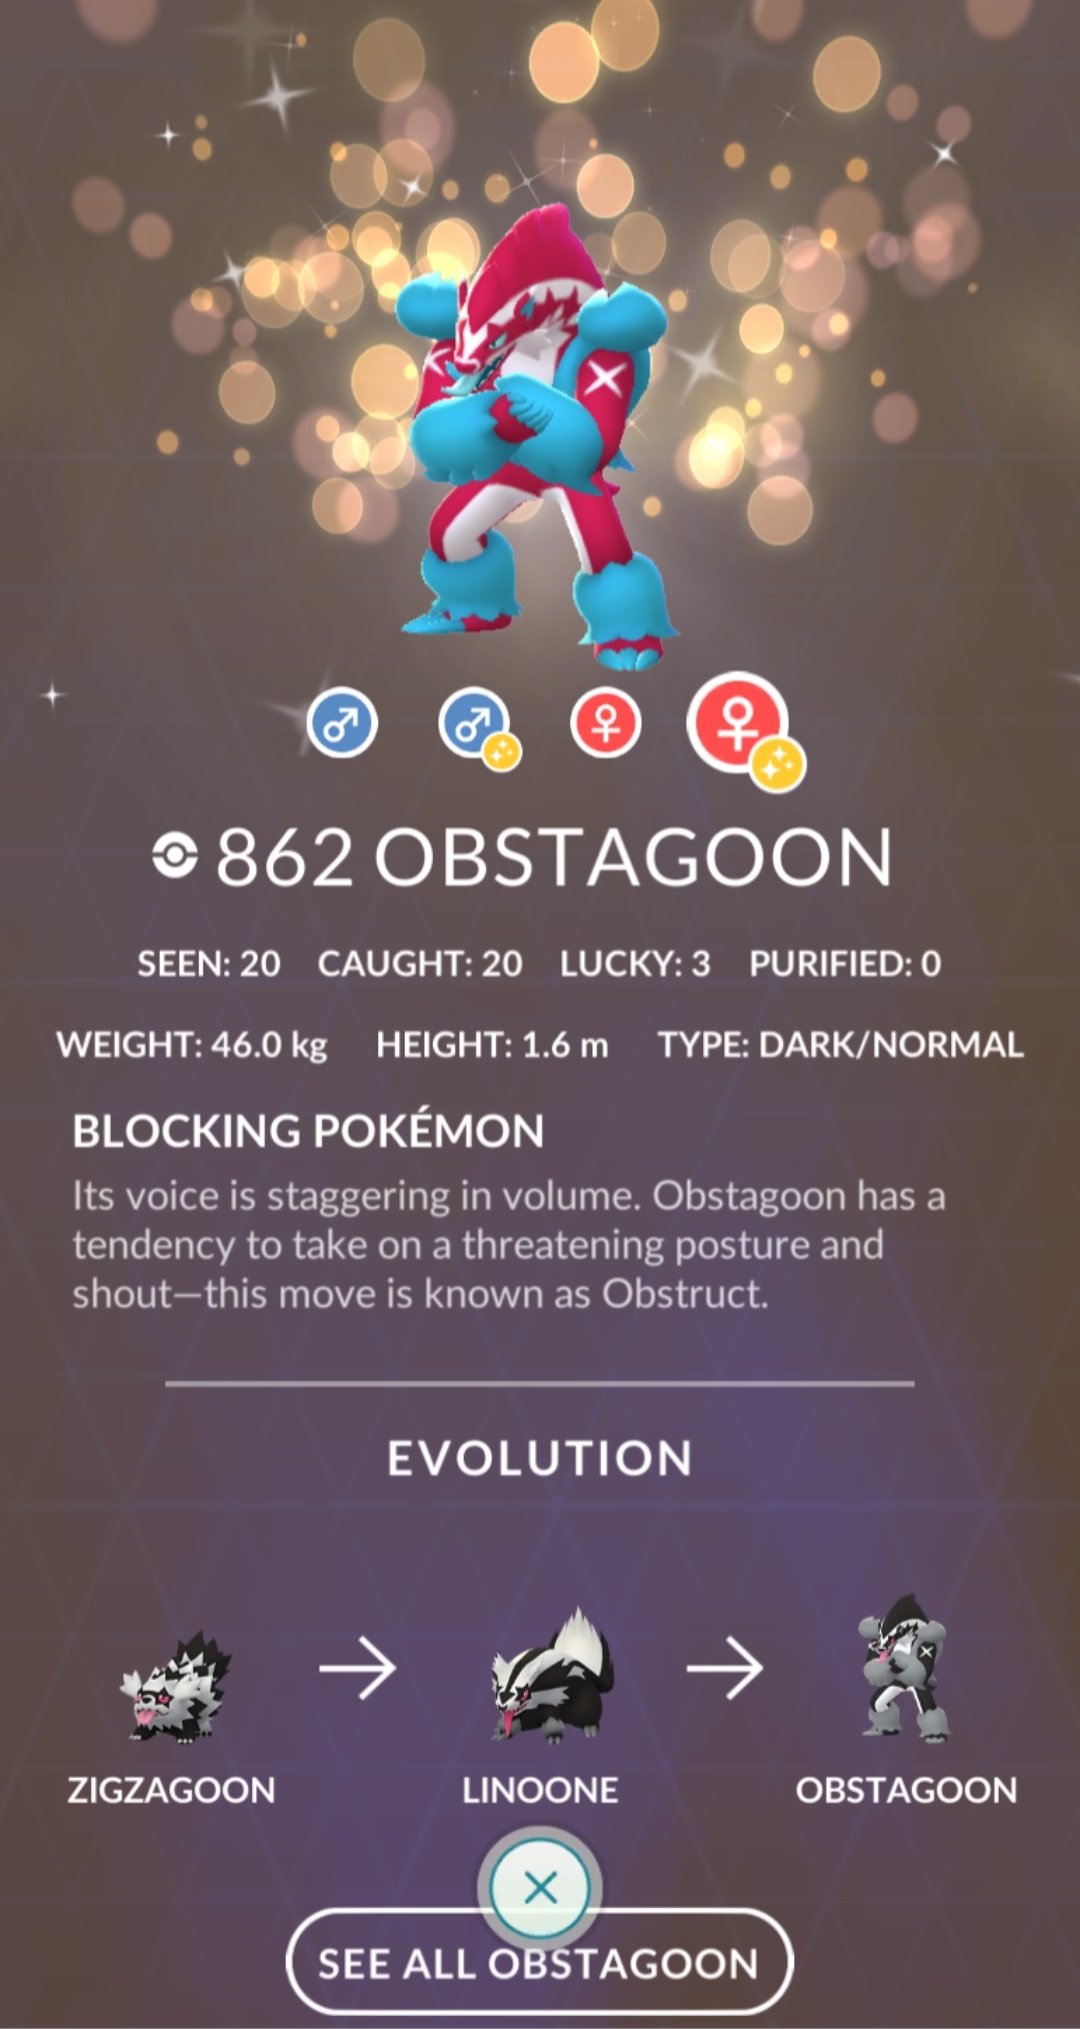 862 OBSTAGOON
SEEN: 20 CAUGHT: 20 LUCKY: 3 PURIFIED: 0
WEIGHT: 46.0 kg HEIGHT: 1.6 m TYPE: DARK/NORMAL
BLOCKING POKÉMON
Its voice is staggering in volume. Obstagoon has a
tendency to take on a threatening posture and
shout—this move is known as Obstruct.
EVOLUTION
ZIGZAGOON LINOONE OBSTAGOON
SEE ALL OBSTAGOON